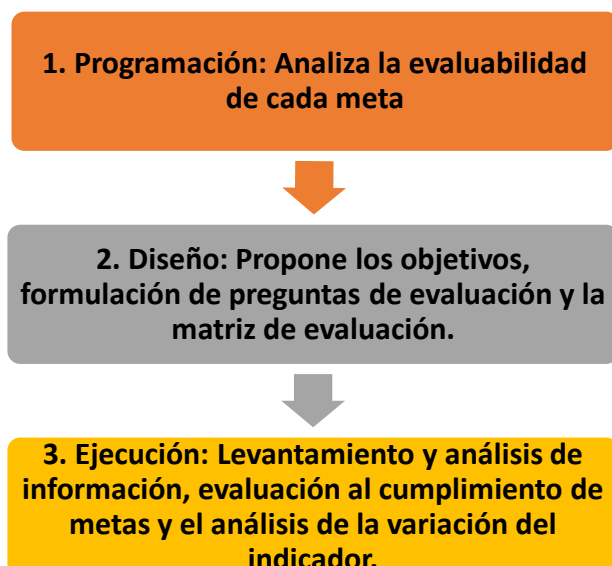 1. Programación: Analiza la evaluabilidad
de cada meta
2. Diseño: Propone los objetivos,
formulación de preguntas de evaluación y la
matriz de evaluación.
3. Ejecución: Levantamiento y análisis de
información, evaluación al cumplimiento de
metas y el análisis de la variación del
indicador.